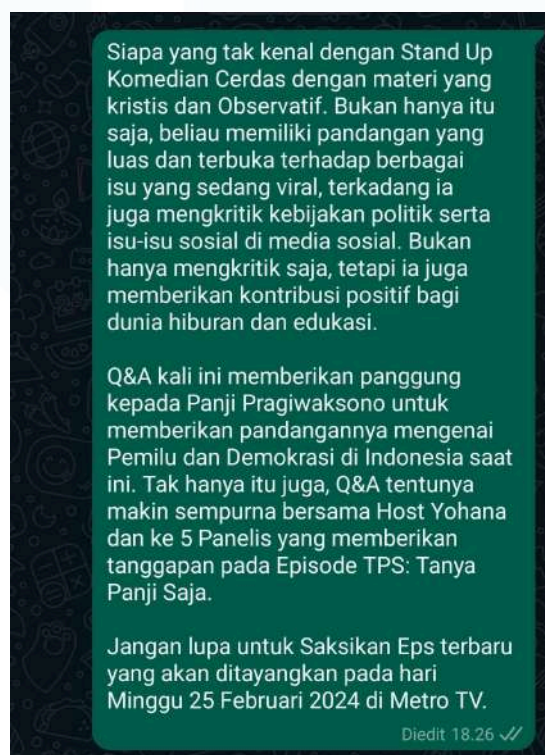 Siapa yang tak kenal dengan Stand Up
Komedian Cerdas dengan materi yang
kristis dan Observatif. Bukan hanya itu
saja, beliau memiliki pandangan yang
luas dan terbuka terhadap berbagai
isu yang sedang viral, terkadang ia
juga mengkritik kebijakan politik serta
isu-isu sosial di media sosial. Bukan
hanya mengkritik saja, tetapi ia juga
memberikan kontribusi positif bagi
dunia hiburan dan edukasi.
Q&A kali ini memberikan panggung
kepada Panji Pragiwaksono untuk
memberikan pandangannya mengenai
Pemilu dan Demokrasi di Indonesia saat
ini. Tak hanya itu juga, Q&A tentunya
makin sempurna bersama Host Yohana
dan ke 5 Panelis yang memberikan
tanggapan pada Episode TPS: Tanya
Panji Saja.
Jangan lupa untuk Saksikan Eps terbaru
yang akan ditayangkan pada hari
Minggu 25 Februari 2024 di Metro TV.
Diedit 18.26